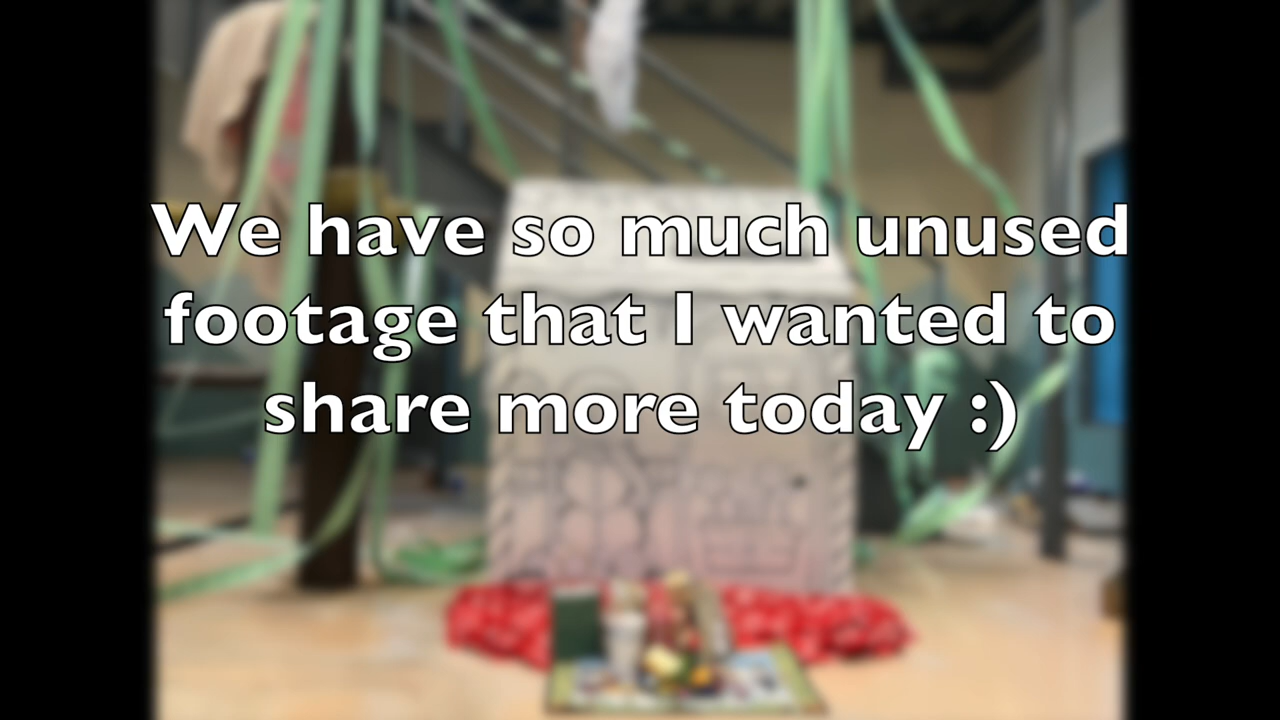 We have so much unused
footage that I wanted to
share more today :)